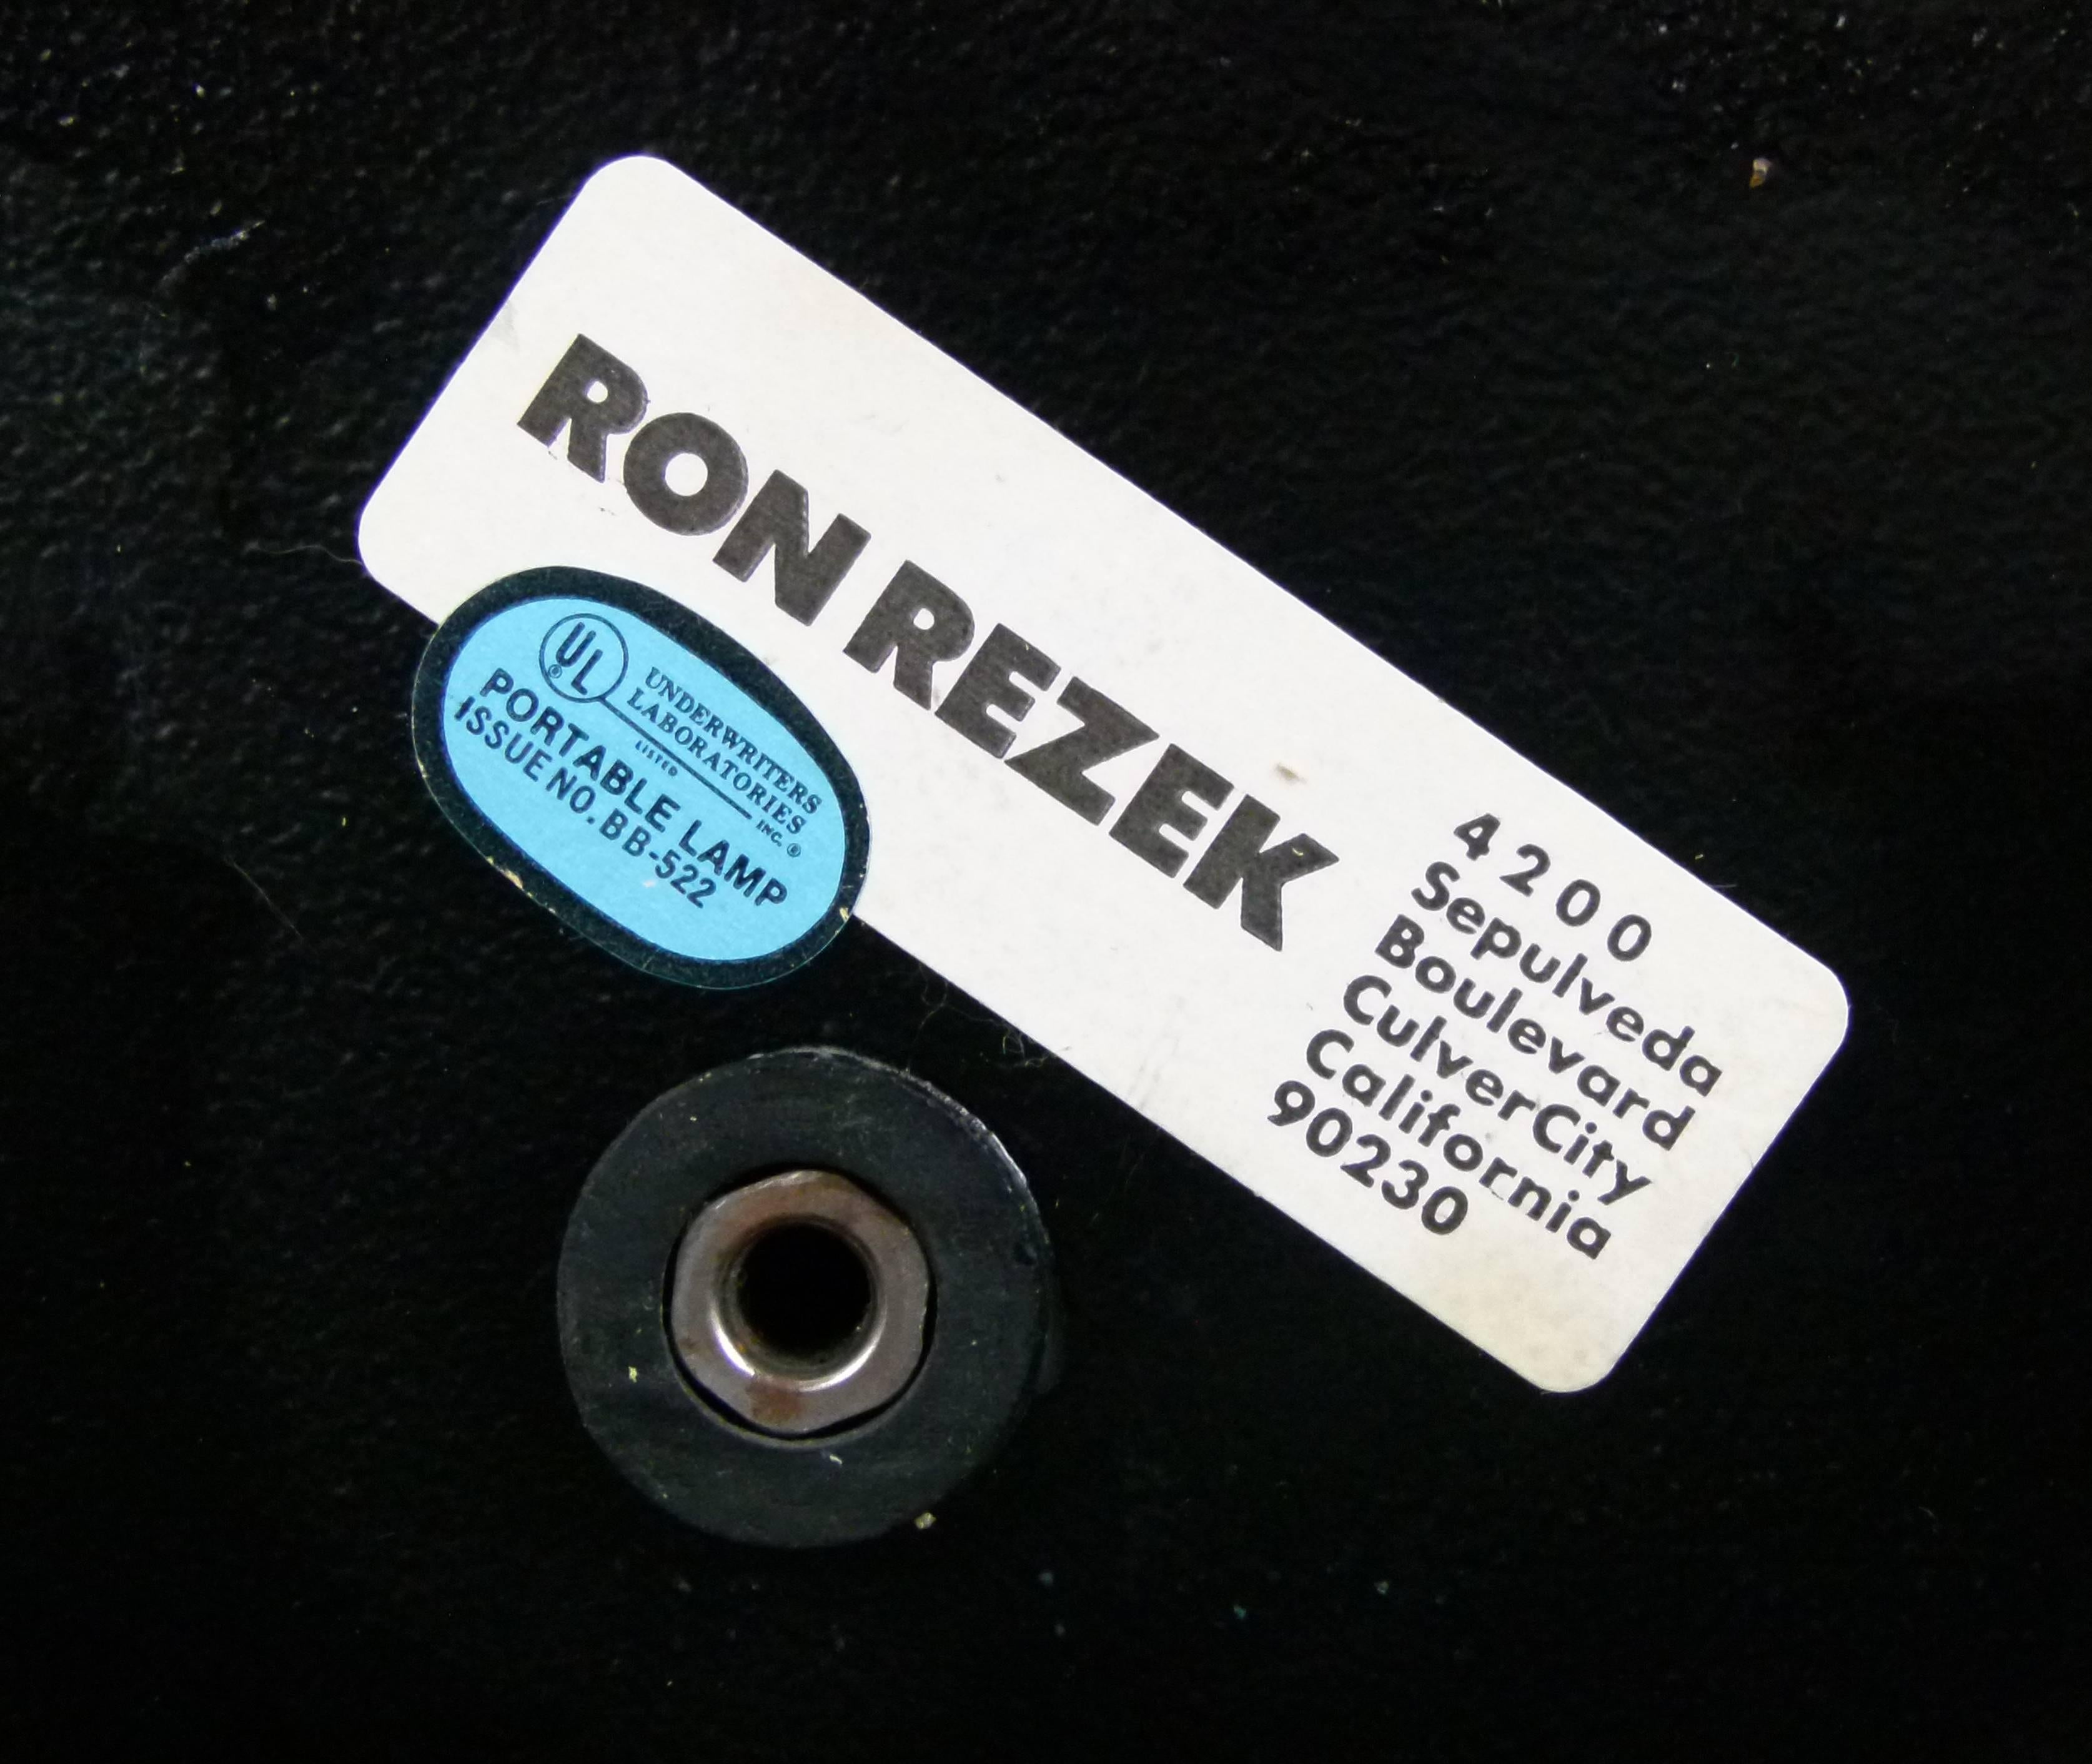 RON REZEK
4200
Sepulveda
Boulevard
CulverCity
California
90230
UL®
UNDERWRITERS
LABORATORIES
LISTED INC.®
PORTABLE LAMP
ISSUE NO. BB-522